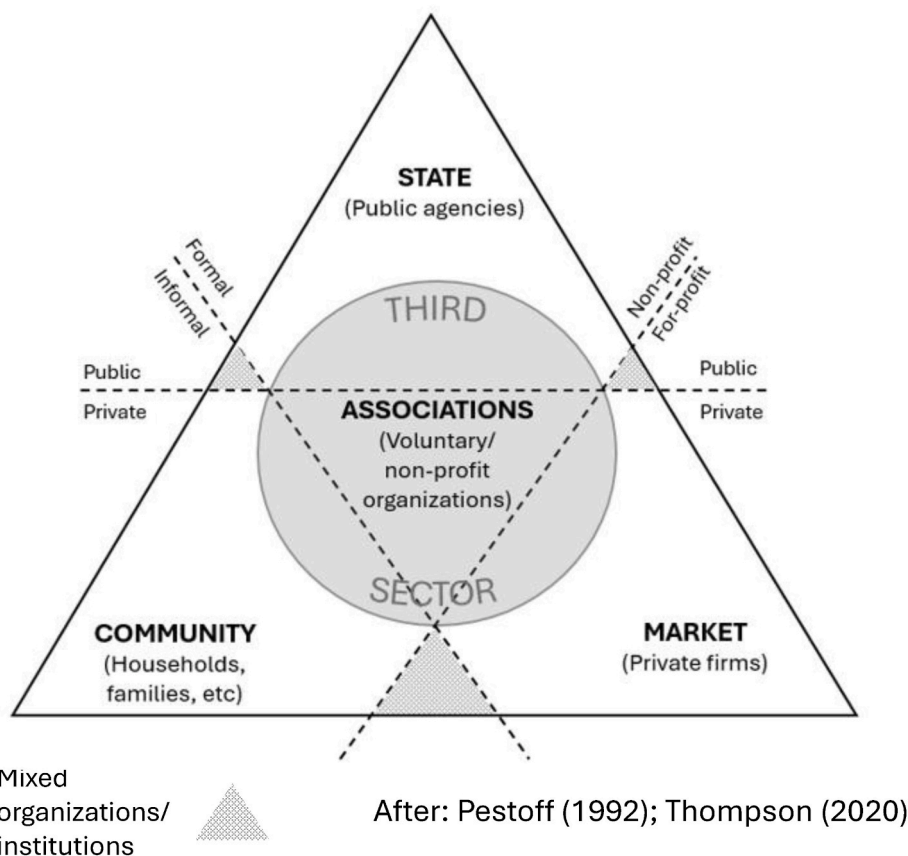 STATE
(Public agencies)
Formal
Informal
Non-profit
For-profit
THIRD
Public
Private
Public
Private
ASSOCIATIONS
(Voluntary/
non-profit
organizations)
SECTOR
COMMUNITY
(Households,
families, etc)
MARKET
(Private firms)
Mixed
organizations/
institutions
After: Pestoff (1992); Thompson (2020)